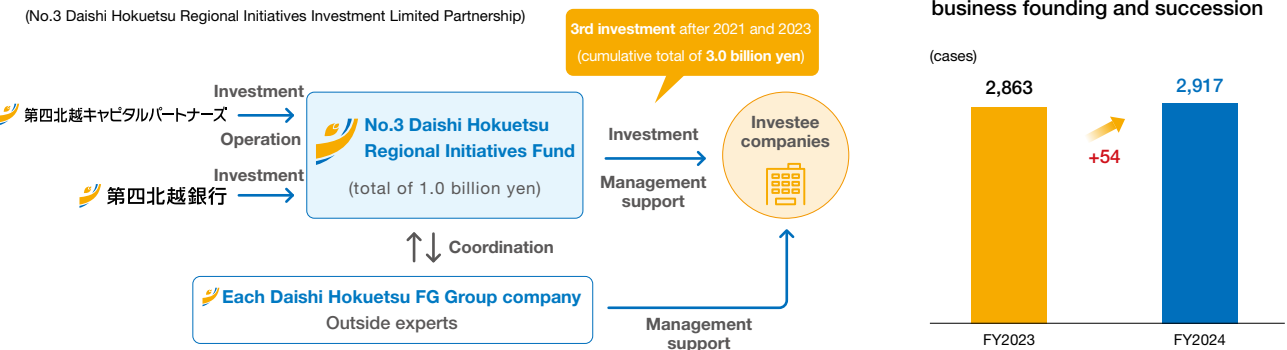 (No.3 Daishi Hokuetsu Regional Initiatives Investment Limited Partnership)
3rd investment after 2021 and 2023
(cumulative total of 3.0 billion yen)
第四北越キャピタルパートナーズ
Investment
Operation
第四北越銀行
Investment
No.3 Daishi Hokuetsu
Regional Initiatives Fund
(total of 1.0 billion yen)
Investment
Management
support
Investee
companies
Coordination
Each Daishi Hokuetsu FG Group company
Outside experts
Management
support
business founding and succession
(cases)
2,863
2,917
+54
FY2023
FY2024